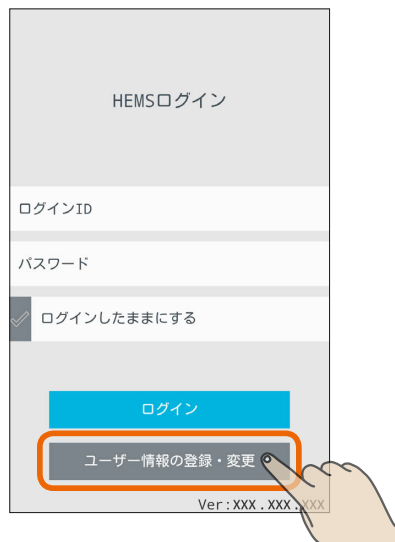 HEMSログイン
ログインID
パスワード
ログインしたままにする
ログイン
ユーザー情報の登録・変更
Ver:XXX.XXX.XXX